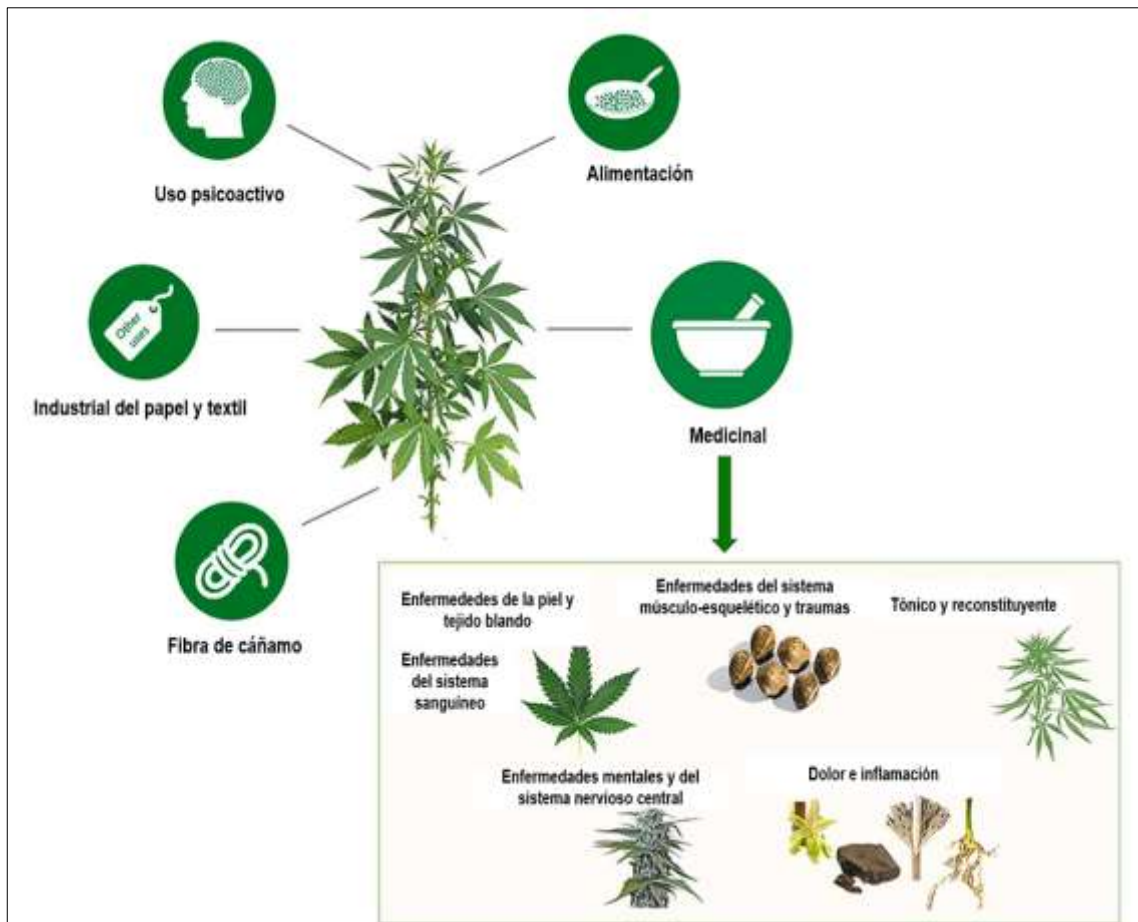 Uso psicoactivo
Alimentación
Other
uses
Industrial del papel y textil
Medicinal
Fibra de cáñamo
Enfermededes de la piel y
tejido blando
Enfermedades del sistema
músculo-esquelético y traumas
Tónico y reconstituyente
Enfermedades
del sistema
sanguíneo
Enfermedades mentales y del
sistema nervioso central
Dolor e inflamación